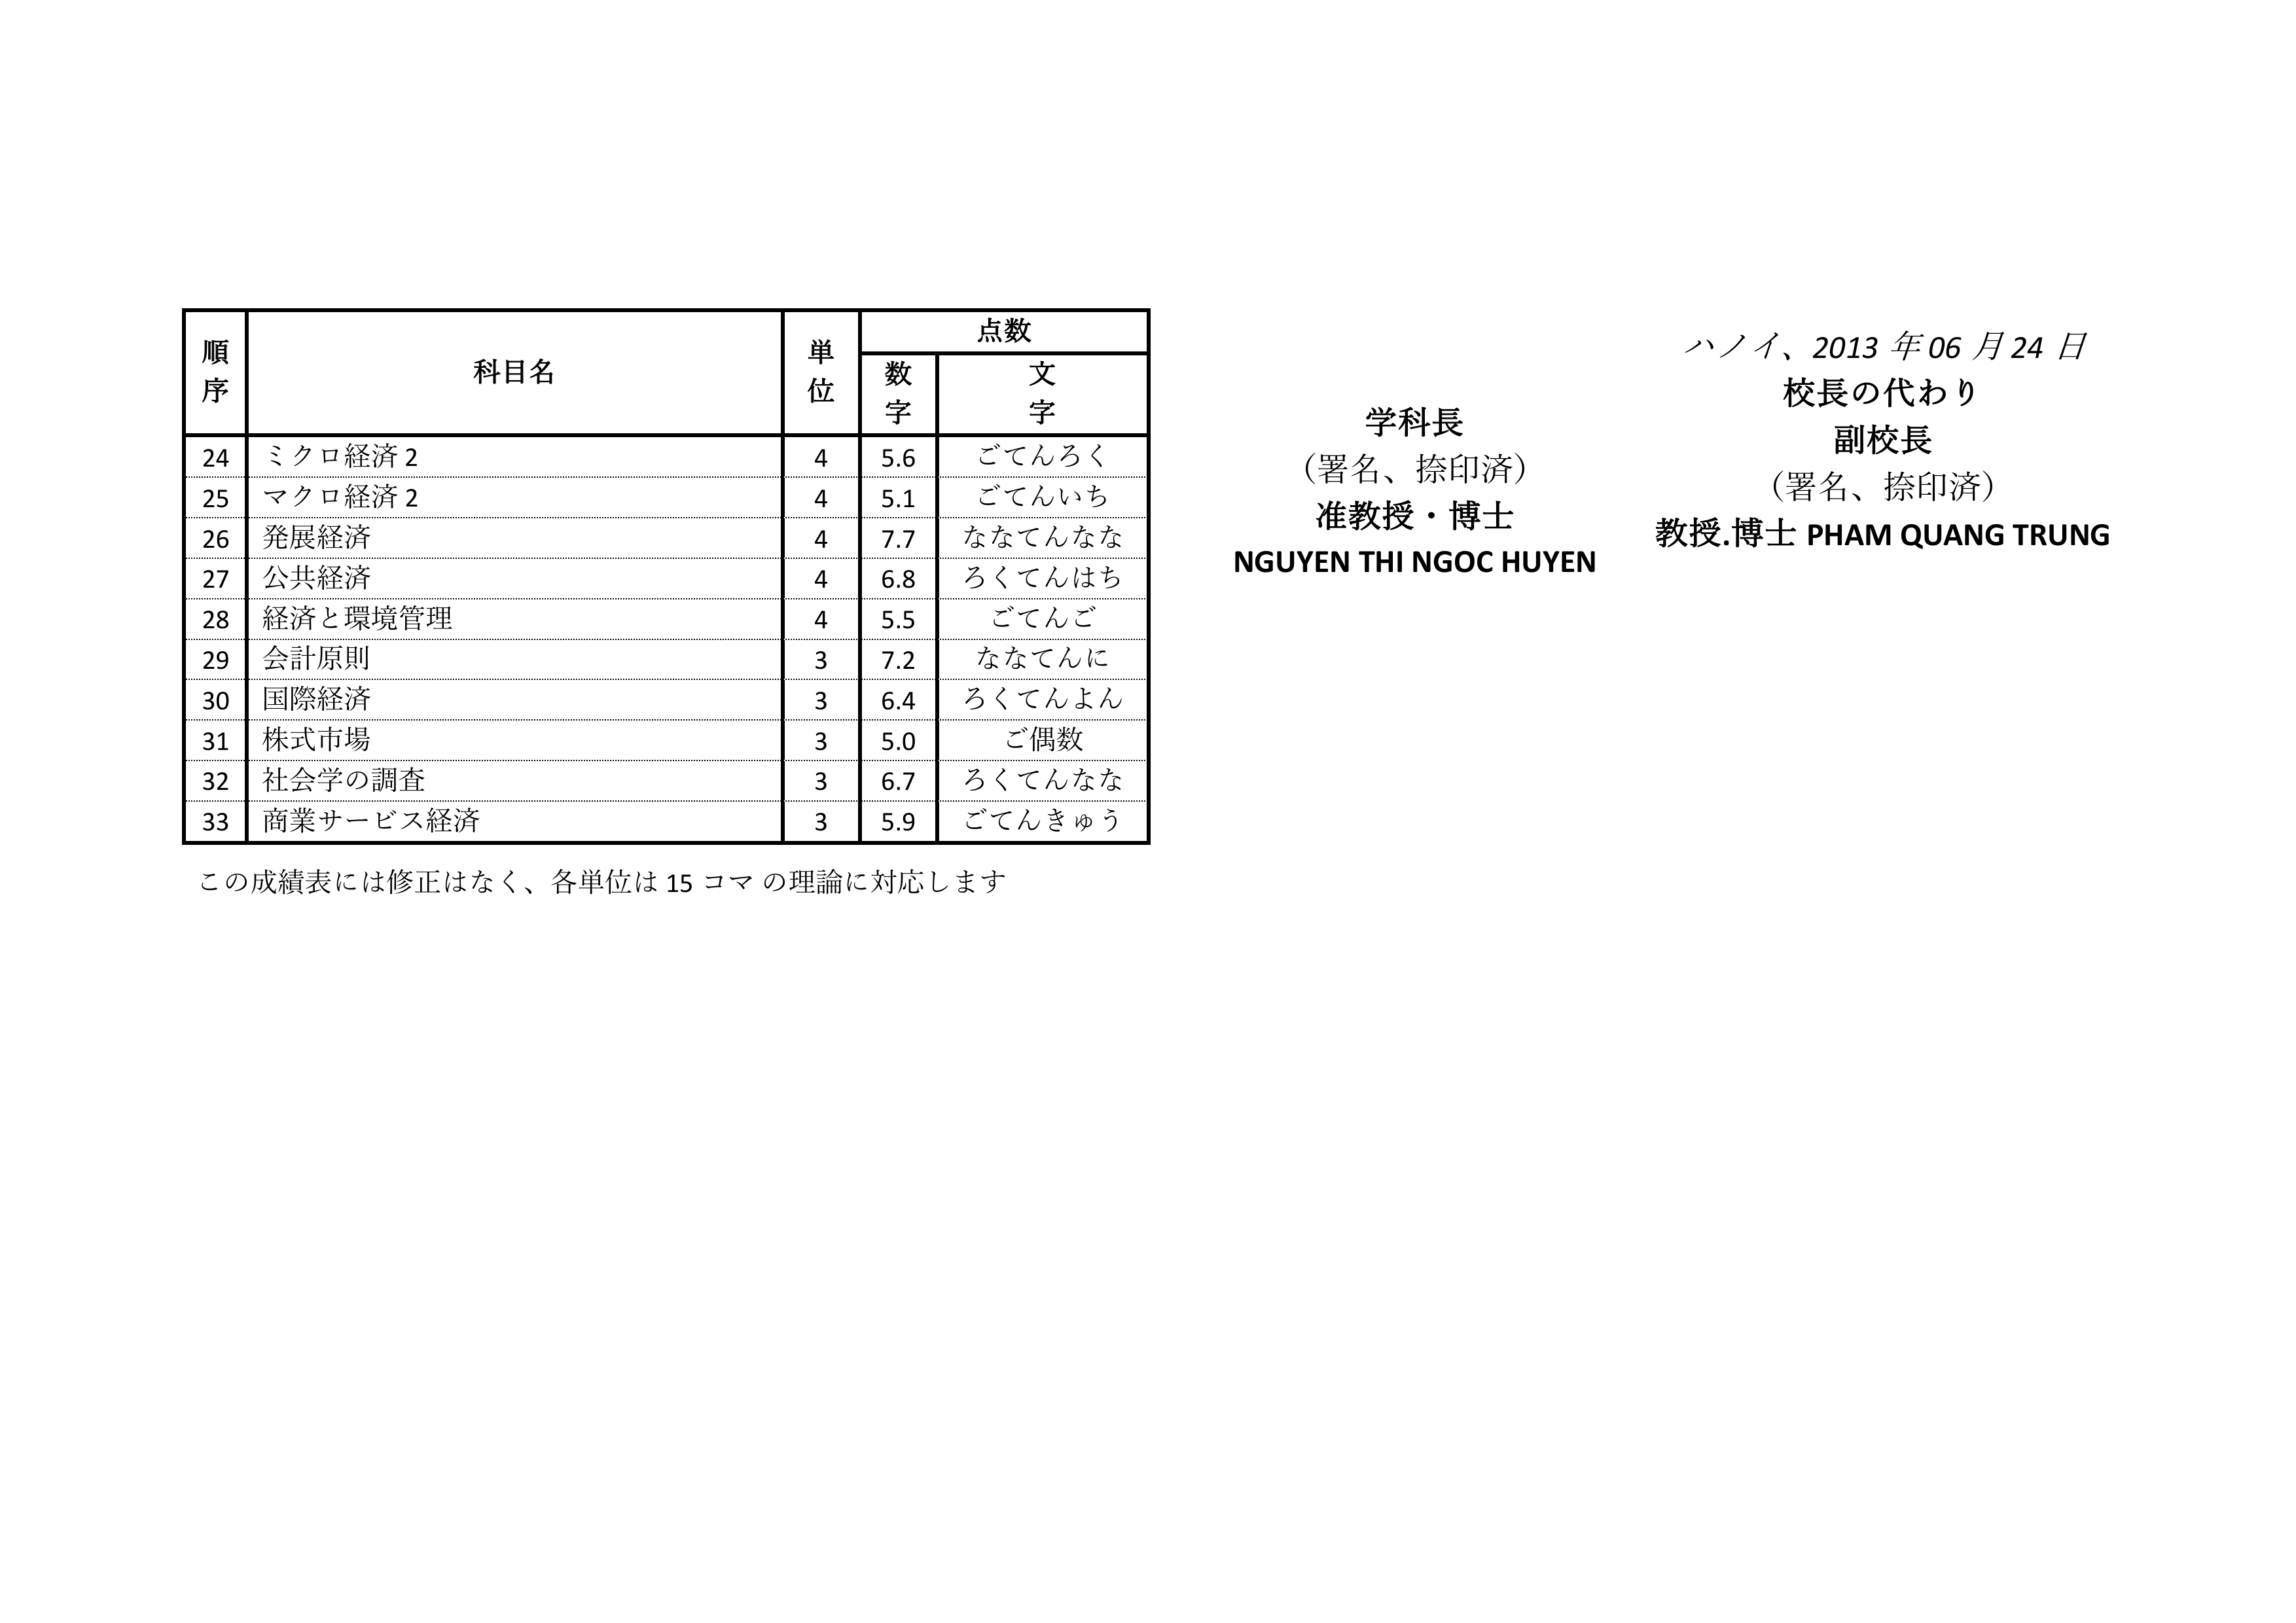 順序 科目名 単位 点数
数字 文字
24 ミクロ経済 2 4 5.6 ごてんろく
25 マクロ経済 2 4 5.1 ごてんいち
26 発展経済 4 7.7 ななてんなな
27 公共経済 4 6.8 ろくてんはち
28 経済と環境管理 4 5.5 ごてんご
29 会計原則 3 7.2 ななてんに
30 国際経済 3 6.4 ろくてんよん
31 株式市場 3 5.0 ご偶数
32 社会学の調査 3 6.7 ろくてんなな
33 商業サービス経済 3 5.9 ごてんきゅう
この成績表には修正はなく、各単位は 15 コマ の理論に対応します
学科長
（署名、捺印済）
准教授・博士
NGUYEN THI NGOC HUYEN
ハノイ、2013 年 06 月 24 日
校長の代わり
副校長
（署名、捺印済）
教授.博士 PHAM QUANG TRUNG